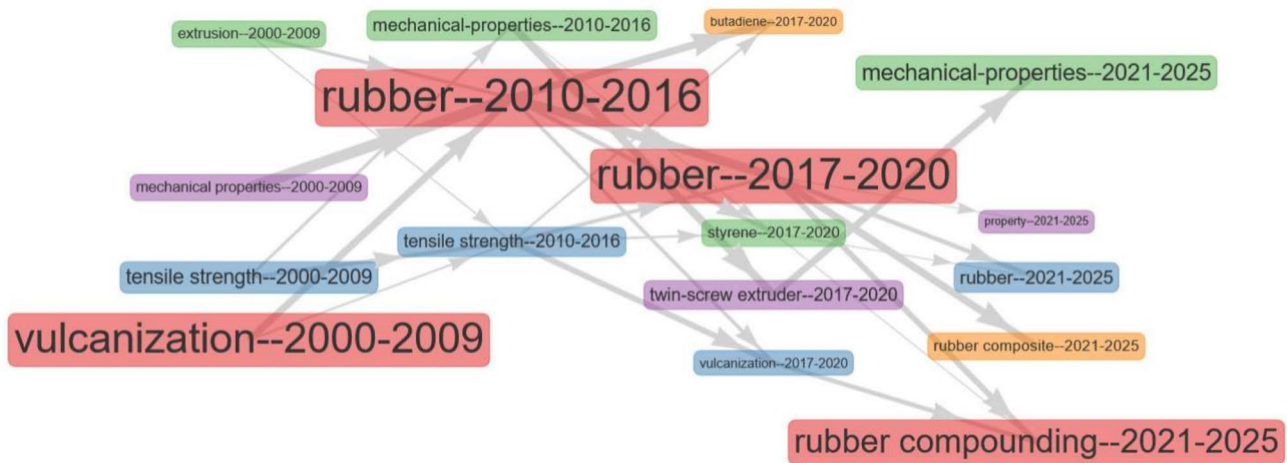 extrusion--2000-2009
mechanical-properties--2010-2016
butadiene--2017-2020
mechanical-properties--2021-2025
rubber--2010-2016
rubber--2017-2020
mechanical properties--2000-2009
property--2021-2025
styrene--2017-2020
tensile strength--2010-2016
tensile strength--2000-2009
rubber--2021-2025
twin-screw extruder--2017-2020
vulcanization--2000-2009
rubber composite--2021-2025
vulcanization--2017-2020
rubber compounding--2021-2025